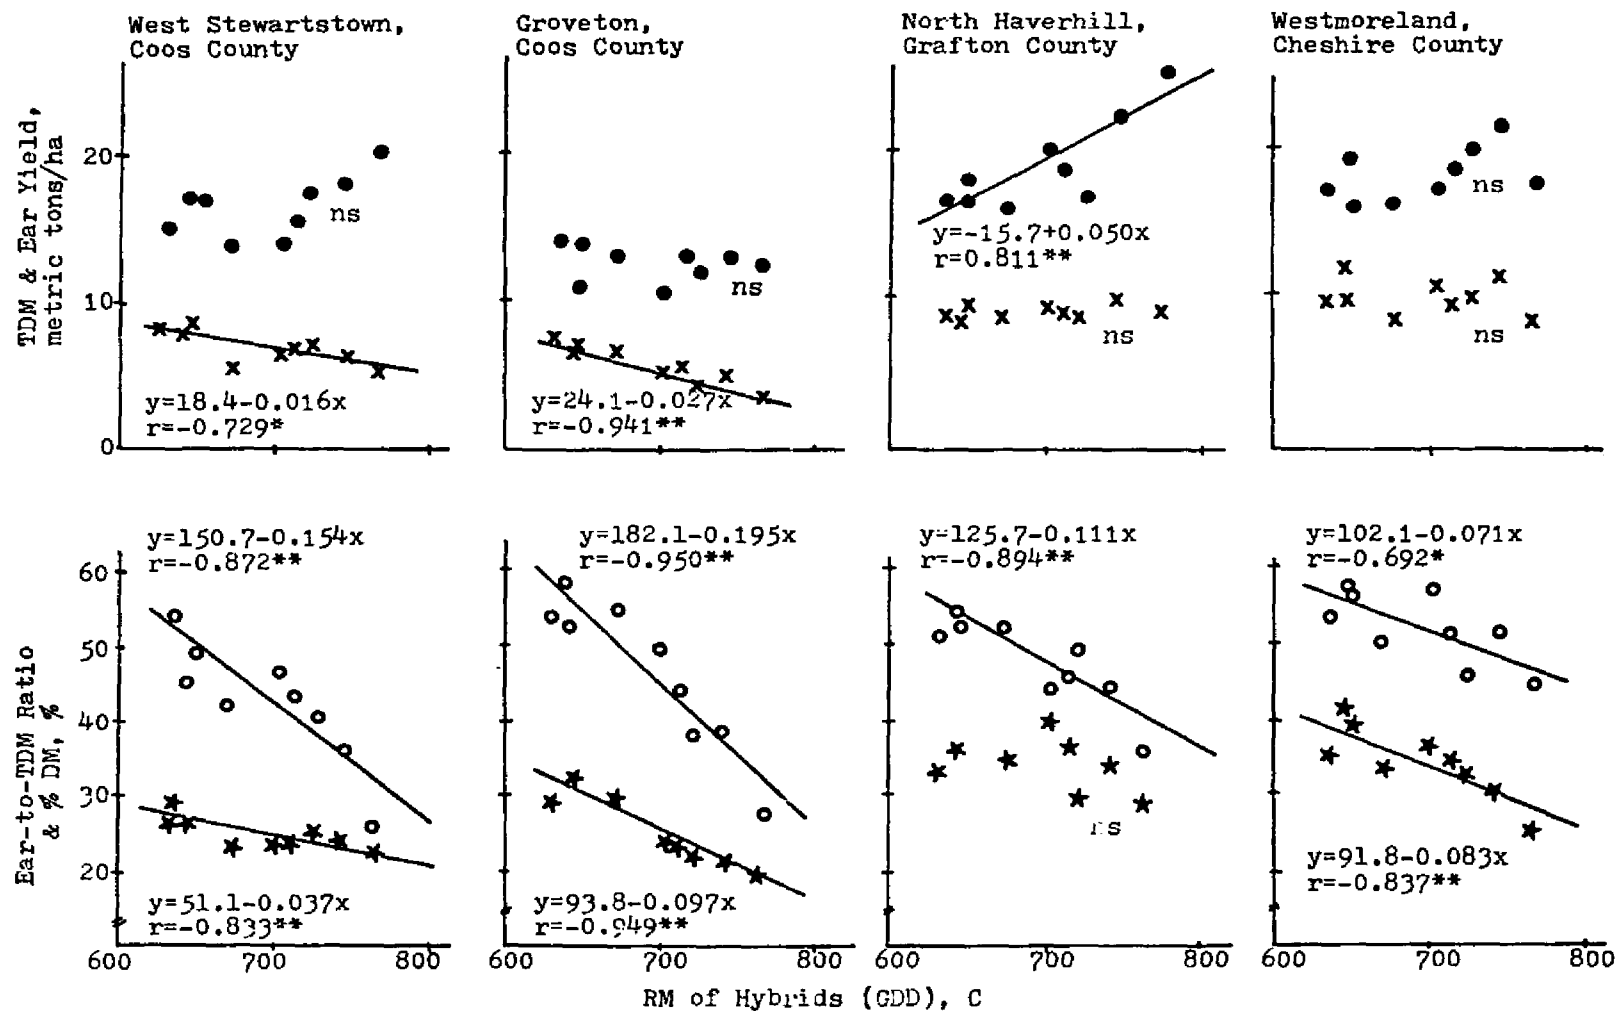 West Stewartstown,
Coos County
Groveton,
Coos County
North Haverhill,
Grafton County
Westmoreland,
Cheshire County
TDM & Ear Yield,
metric tons/ha
20
10
0
ns
y=18.4-0.016x
r=-0.729*
ns
y=24.1-0.027x
r=-0.941**
y=-15.7+0.050x
r=0.811**
ns
ns
ns
Ear-to-TDM Ratio
& % DM, %
60
50
40
30
20
y=150.7-0.154x
r=-0.872**
y=51.1-0.037x
r=-0.833**
y=182.1-0.195x
r=-0.950**
y=93.8-0.097x
r=-0.949**
y=125.7-0.111x
r=-0.894**
ns
y=102.1-0.071x
r=-0.692*
y=91.8-0.083x
r=-0.837**
600 700 800
600 700 800
600 700 800
600 700 800
RM of Hybrids (GDD), C